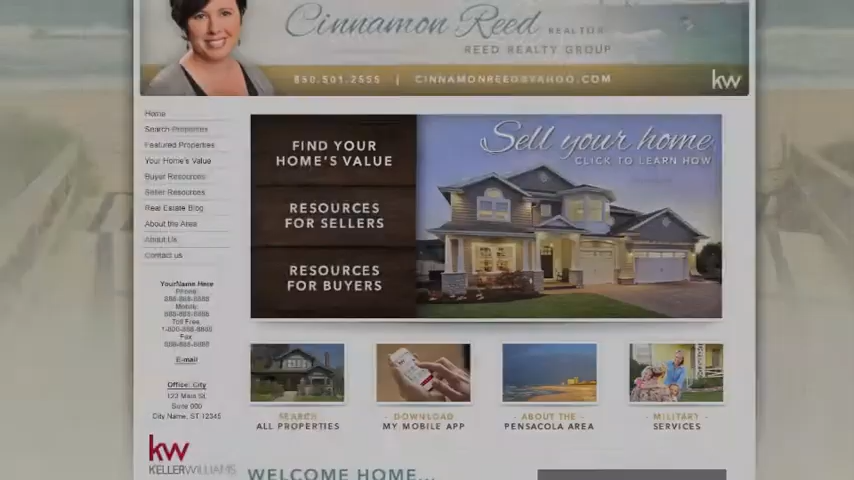 Cinnamon Reed REALTOR
REED REALTY GROUP
850.501.2555 | CINNAMONREED@YAHOO.COM
kw
Home
Search Properties
Featured Properties
Your Home's Value
Buyer Resources
Seller Resources
Real Estate Blog
About the Area
About Us
Contact us
FIND YOUR
HOME'S VALUE
RESOURCES
FOR SELLERS
RESOURCES
FOR BUYERS
Sell your home
CLICK TO LEARN HOW
YourName Here
Phone:
Mobile:
Toll Free:
Fax
E-mail
Office: City
123 Main St.
Suite 000
City Name, ST 12345
- SEARCH -
ALL PROPERTIES
- DOWNLOAD -
MY MOBILE APP
- ABOUT THE -
PENSACOLA AREA
- MILITARY -
SERVICES
kw
KELLERWILLIAMS
WELCOME HOME...